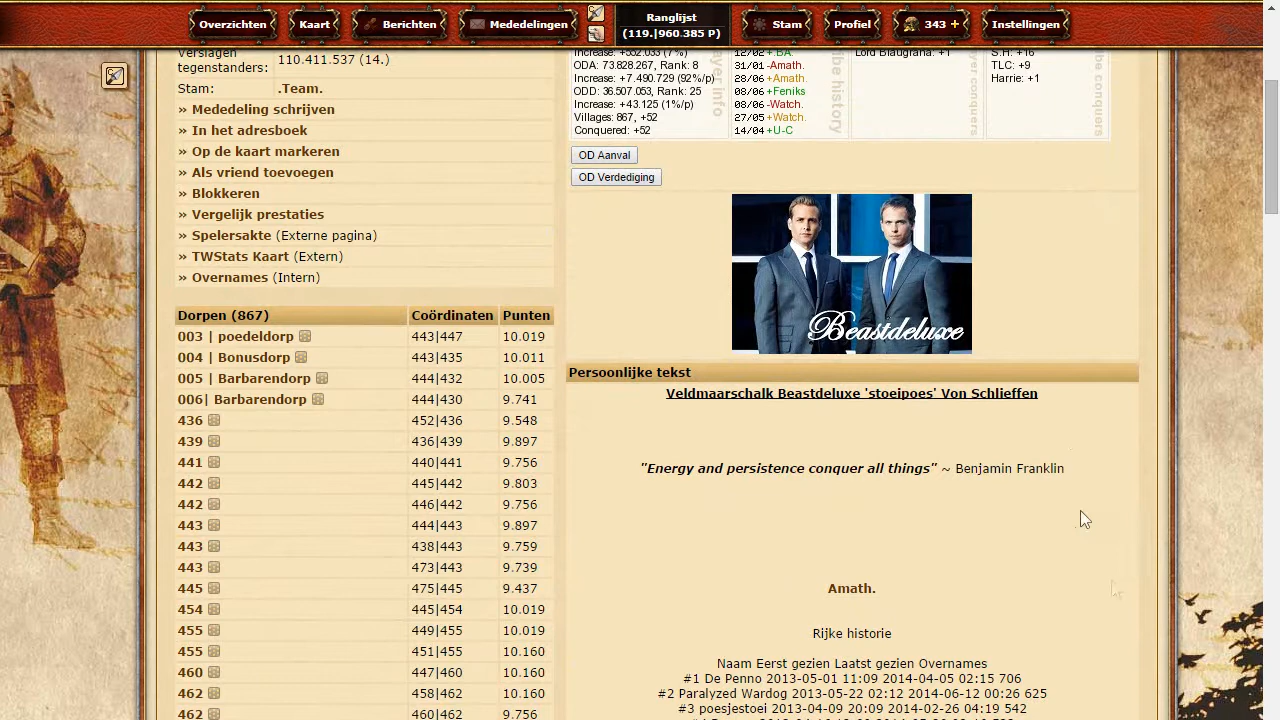 Overzichten
Kaart
Berichten
Mededelingen
Ranglijst
(119.|960.385 P)
Stam
Profiel
343 +
Instellingen
Verslagen
tegenstanders:
110.411.537 (14.)
Stam:
.Team.
» Mededeling schrijven
» In het adresboek
» Op de kaart markeren
» Als vriend toevoegen
» Blokkeren
» Vergelijk prestaties
» Spelersakte (Externe pagina)
» TWStats Kaart (Extern)
» Overnames (Intern)
Dorpen (867) Coördinaten Punten
003 | poedeldorp 443|447 10.019
004 | Bonusdorp 443|435 10.011
005 | Barbarendorp 444|432 10.005
006| Barbarendorp 444|430 9.741
436 452|436 9.548
439 436|439 9.897
441 440|441 9.756
442 445|442 9.803
442 446|442 9.756
443 444|443 9.897
443 438|443 9.759
443 473|443 9.739
445 475|445 9.437
454 445|454 10.019
455 449|455 10.019
455 451|455 10.160
460 447|460 10.160
462 458|462 10.160
462 460|462 9.756
Increase: +552.033 (7%)
ODA: 73.828.267, Rank: 8
Increase: +7.490.729 (92%/p)
ODD: 36.507.053, Rank: 25
Increase: +43.125 (1%/p)
Villages: 867, +52
Conquered: +52
12/02 +.BA.
31/01 -Amath.
28/06 +Amath.
08/06 +Feniks
08/06 -Watch.
27/05 +Watch.
14/04 +U-C
Lord Blaugrana: +1
S.H: +16
TLC: +9
Harrie: +1
OD Aanval
OD Verdediging
Beastdeluxe
Persoonlijke tekst
Veldmaarschalk Beastdeluxe 'stoeipoes' Von Schlieffen
"Energy and persistence conquer all things" ~ Benjamin Franklin
Amath.
Rijke historie
Naam Eerst gezien Laatst gezien Overnames
#1 De Penno 2013-05-01 11:09 2014-04-05 02:15 706
#2 Paralyzed Wardog 2013-05-22 02:12 2014-06-12 00:26 625
#3 poesjestoei 2013-04-09 20:09 2014-02-26 04:19 542